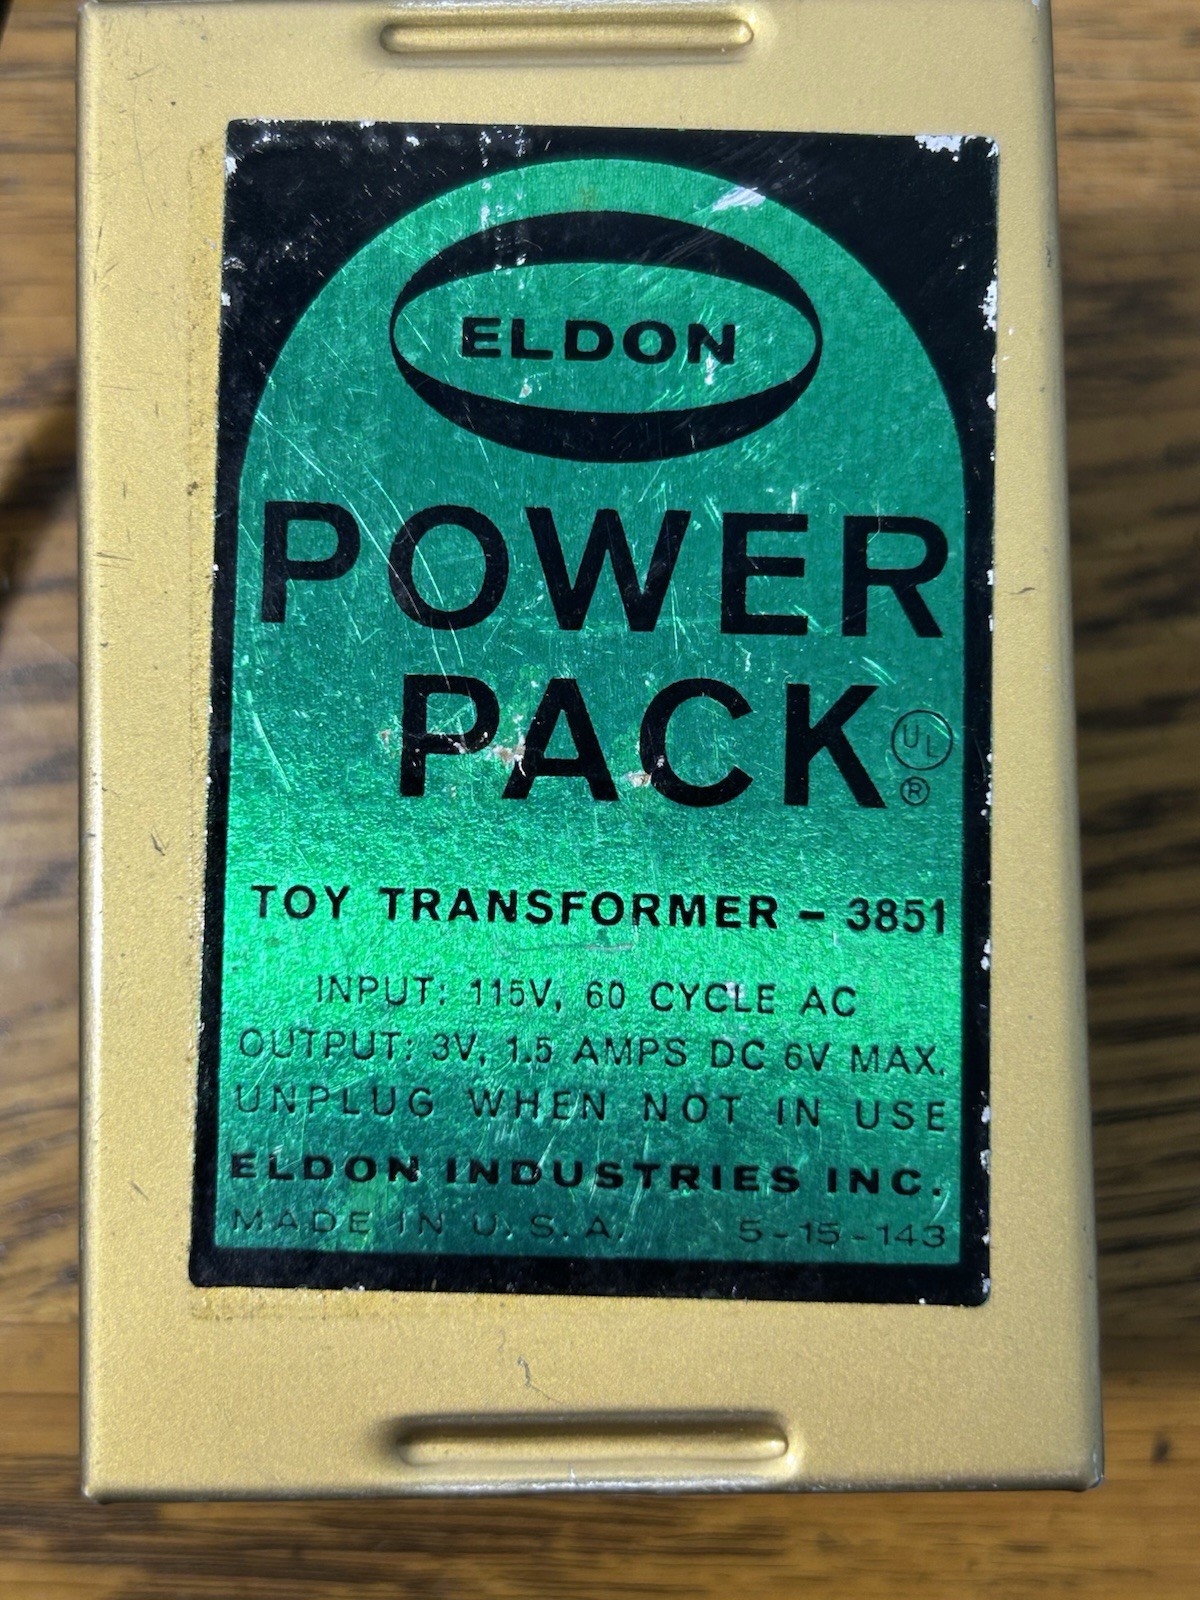 ELDON
POWER
PACK
UL
®
TOY TRANSFORMER – 3851
INPUT: 115V, 60 CYCLE AC
OUTPUT: 3V, 1.5 AMPS DC 6V MAX.
UNPLUG WHEN NOT IN USE
ELDON INDUSTRIES INC.
MADE IN U.S.A. 5-15-143